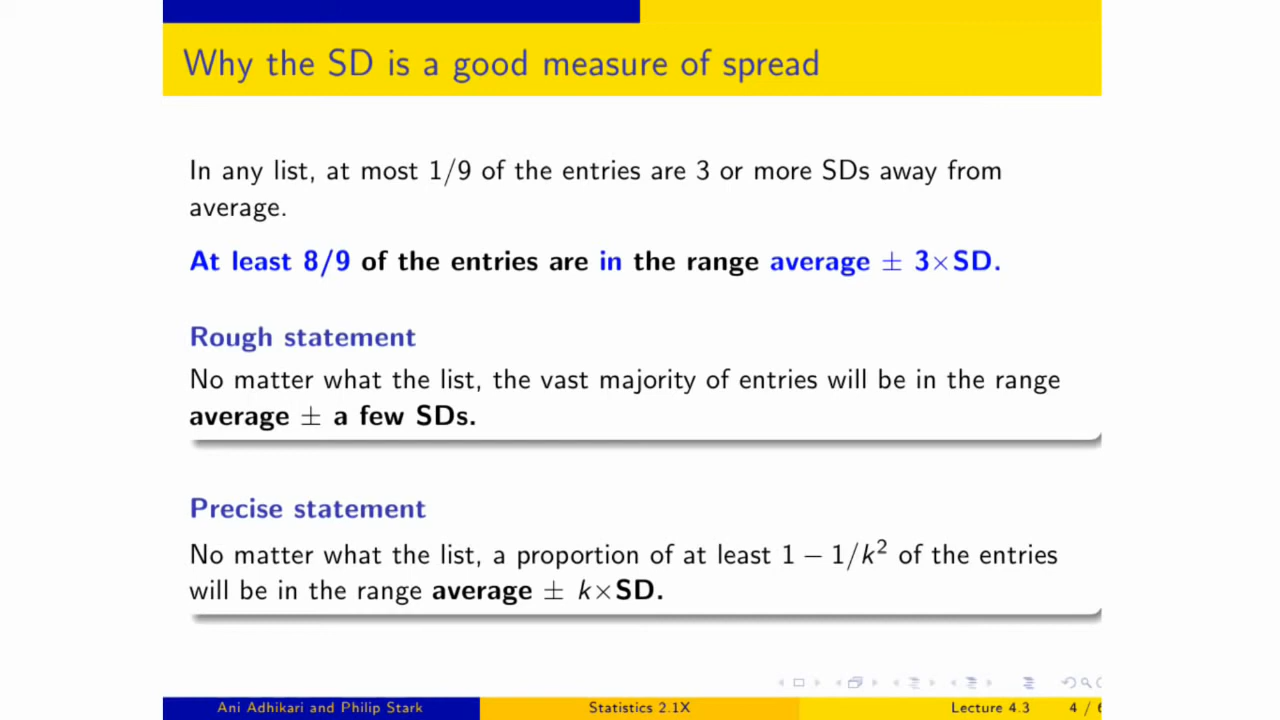 Why the SD is a good measure of spread
In any list, at most 1/9 of the entries are 3 or more SDs away from
average.
At least 8/9 of the entries are in the range average ± 3×SD.
Rough statement
No matter what the list, the vast majority of entries will be in the range
average ± a few SDs.
Precise statement
No matter what the list, a proportion of at least 1 − 1/k² of the entries
will be in the range average ± k×SD.
Ani Adhikari and Philip Stark Statistics 2.1X Lecture 4.3 4 / 6